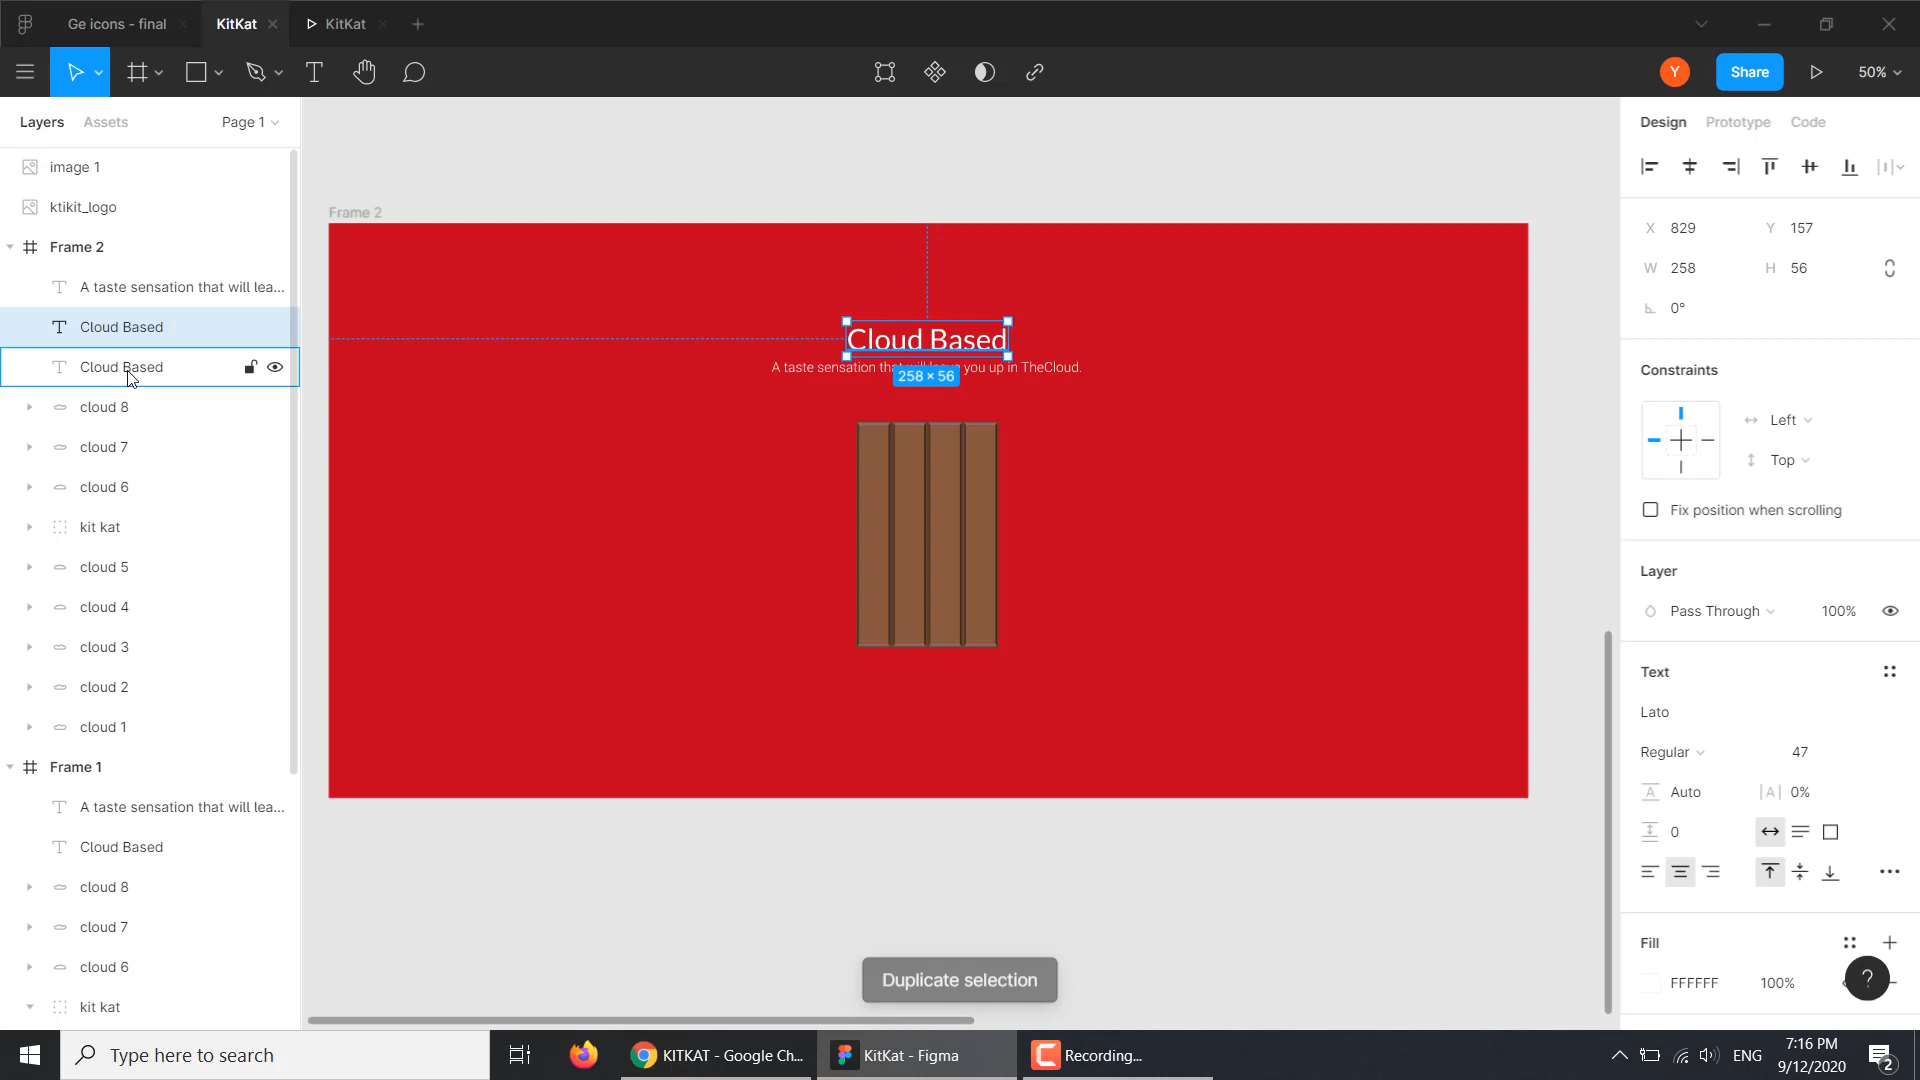 Ge icons - final
KitKat
KitKat
Share
Y
50%
Layers
Assets
Page 1
image 1
ktikit_logo
Frame 2
A taste sensation that will lea...
Cloud Based
Cloud Based
cloud 8
cloud 7
cloud 6
kit kat
cloud 5
cloud 4
cloud 3
cloud 2
cloud 1
Frame 1
A taste sensation that will lea...
Cloud Based
cloud 8
cloud 7
cloud 6
kit kat
Frame 2
Cloud Based
A taste sensation that will you up in TheCloud.
258 × 56
Duplicate selection
Design
Prototype
Code
X 829
Y 157
W 258
H 56
0°
Constraints
Left
Top
Fix position when scrolling
Layer
Pass Through
100%
Text
Lato
Regular
47
Auto
0%
0
Fill
FFFFFF
100%
?
Type here to search
KITKAT - Google Ch...
KitKat - Figma
Recording...
ENG
7:16 PM
9/12/2020
2